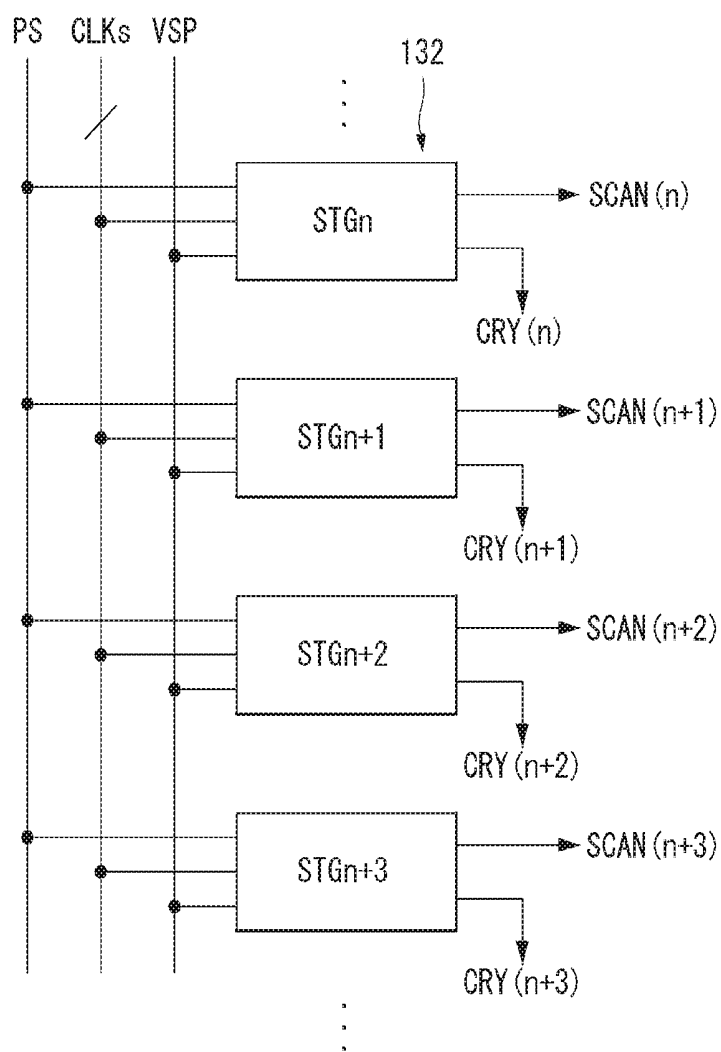 PS CLKs VSP
132
STGn
SCAN(n)
CRY(n)
STGn+1
SCAN(n+1)
CRY(n+1)
STGn+2
SCAN(n+2)
CRY(n+2)
STGn+3
SCAN(n+3)
CRY(n+3)